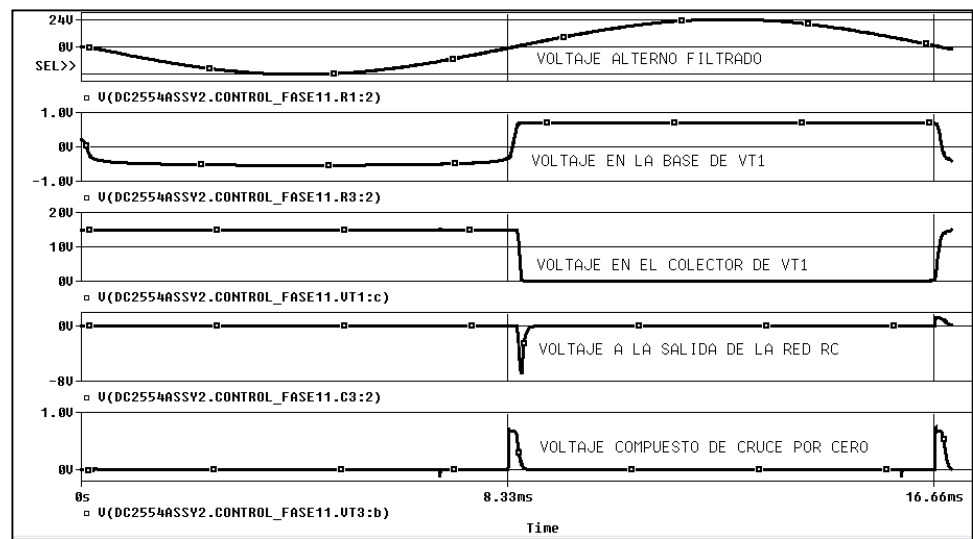 24V
0V
SEL>>
VOLTAJE ALTERNO FILTRADO
V(DC2554ASSY2.CONTROL_FASE11.R1:2)
1.0V
0V
-1.0V
VOLTAJE EN LA BASE DE VT1
V(DC2554ASSY2.CONTROL_FASE11.R3:2)
20V
10V
0V
VOLTAJE EN EL COLECTOR DE VT1
V(DC2554ASSY2.CONTROL_FASE11.VT1:c)
0V
-8V
VOLTAJE A LA SALIDA DE LA RED RC
V(DC2554ASSY2.CONTROL_FASE11.C3:2)
1.0V
0V
VOLTAJE COMPUESTO DE CRUCE POR CERO
0s 8.33ms 16.66ms
V(DC2554ASSY2.CONTROL_FASE11.VT3:b)
Time